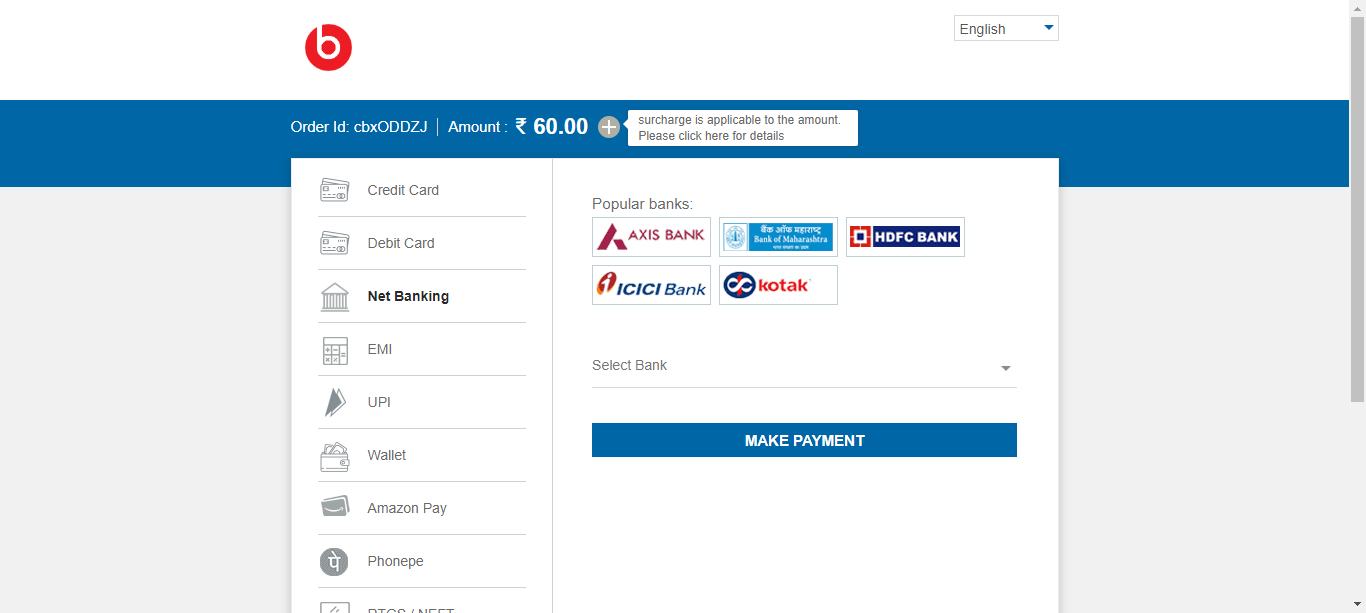 b
English
Order Id: cbxODDZJ
Amount : ₹ 60.00
surcharge is applicable to the amount.
Please click here for details
Credit Card
Debit Card
Net Banking
EMI
UPI
Wallet
Amazon Pay
Phonepe
RTGS / NEFT
Popular banks:
AXIS BANK
बैंक ऑफ महाराष्ट्र
Bank of Maharashtra
HDFC BANK
ICICI Bank
kotak
Select Bank
MAKE PAYMENT